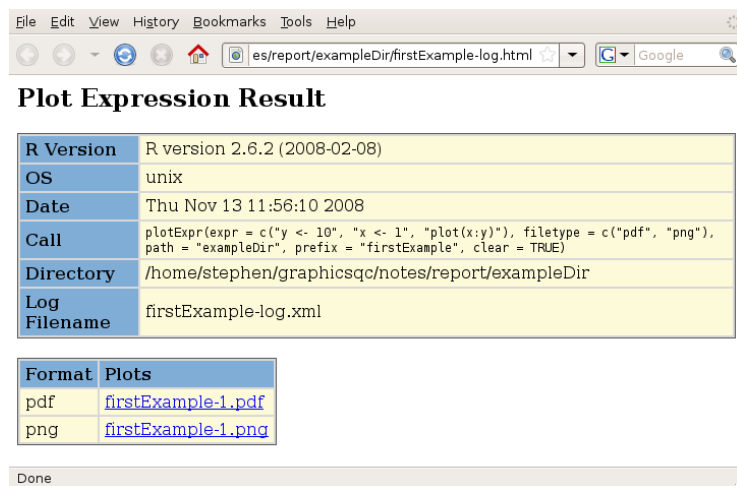 File Edit View History Bookmarks Tools Help
es/report/exampleDir/firstExample-log.html G Google
Plot Expression Result
R Version R version 2.6.2 (2008-02-08)
OS unix
Date Thu Nov 13 11:56:10 2008
Call plotExpr(expr = c("y <- 10", "x <- 1", "plot(x:y)"), filetype = c("pdf", "png"),
path = "exampleDir", prefix = "firstExample", clear = TRUE)
Directory /home/stephen/graphicsqc/notes/report/exampleDir
Log
Filename firstExample-log.xml
Format Plots
pdf firstExample-1.pdf
png firstExample-1.png
Done